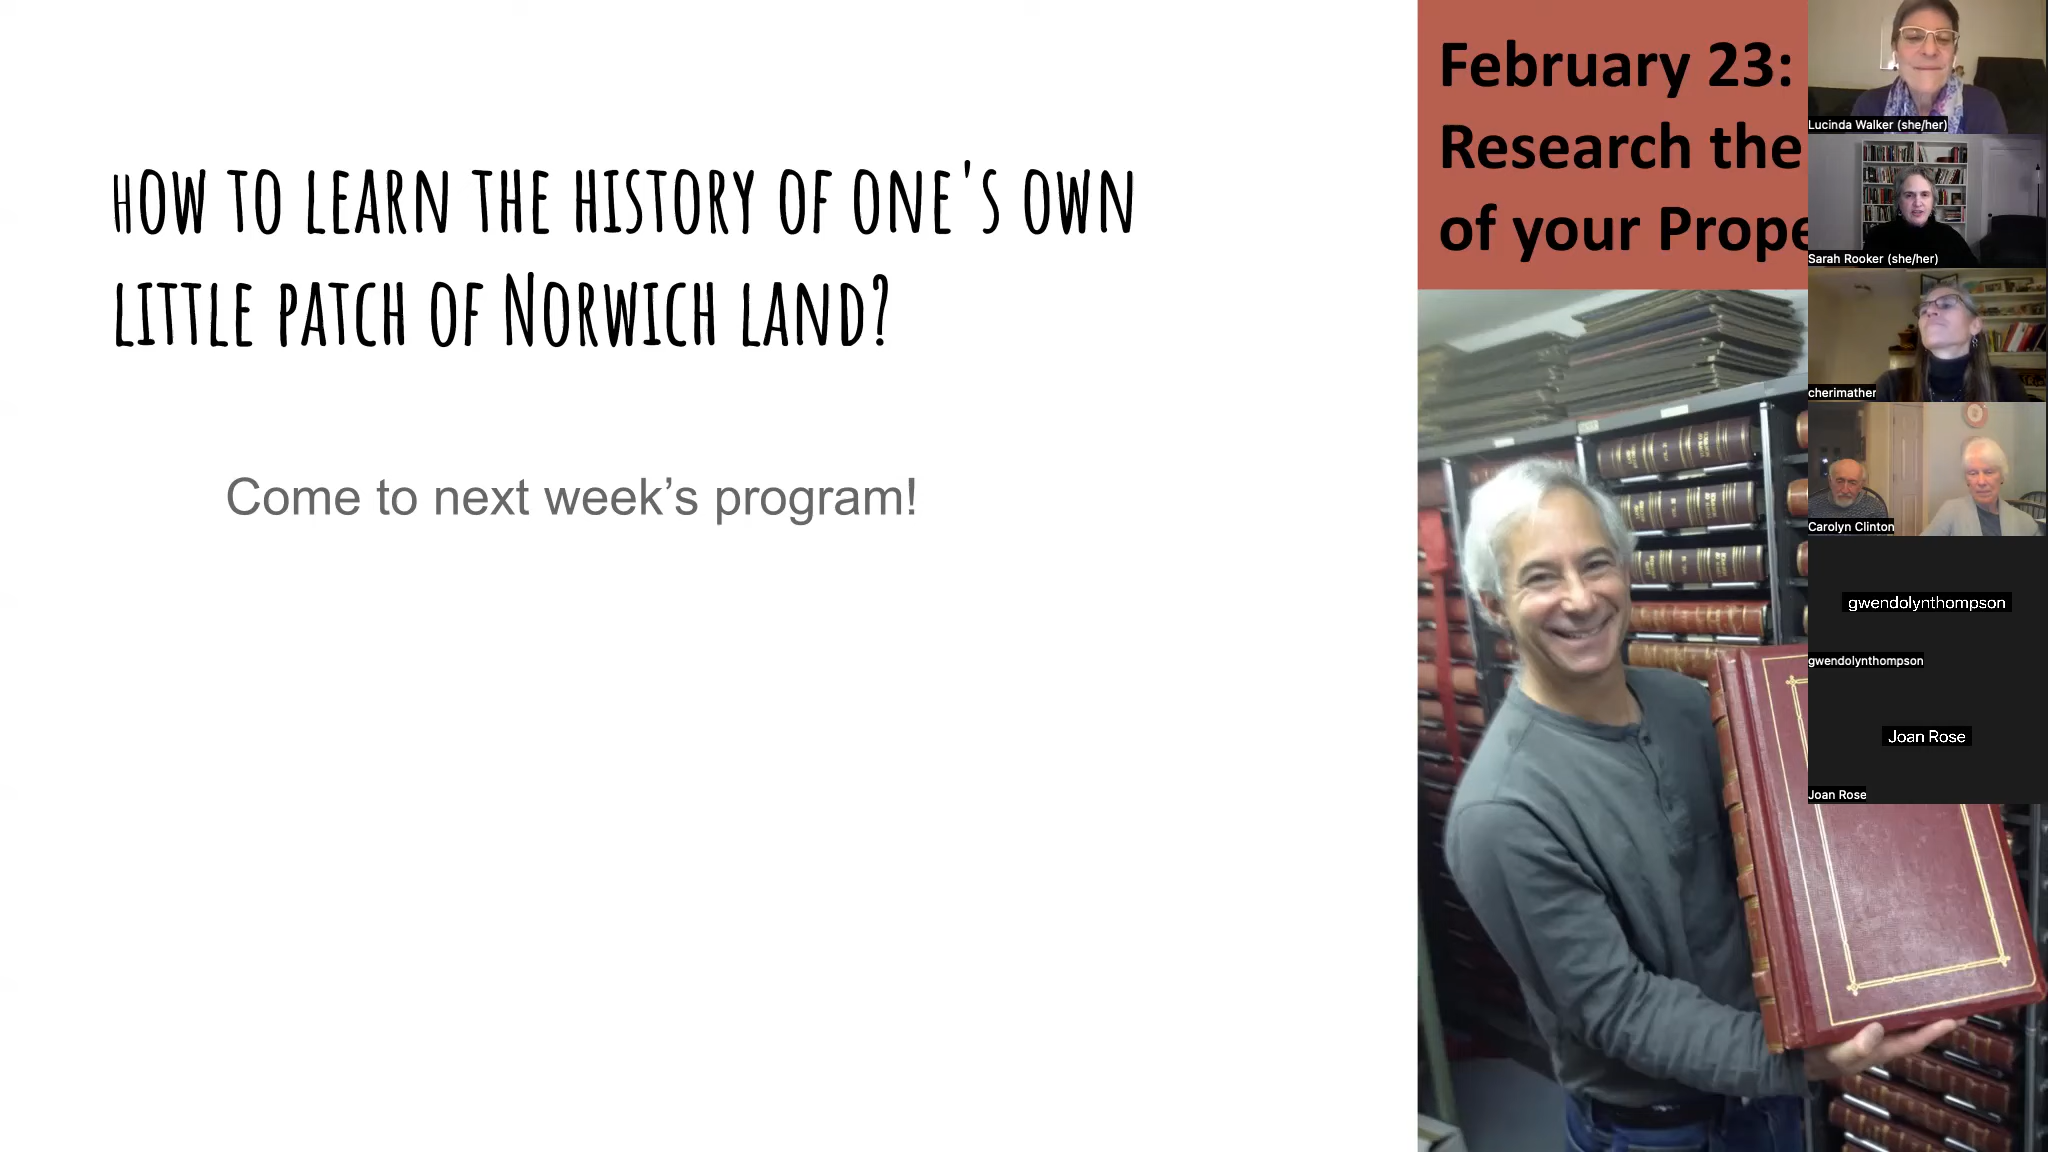 How to learn the history of one's own
little patch of Norwich land?
Come to next week’s program!
February 23:
Research the
of your Prope
Lucinda Walker (she/her)
Sarah Rooker (she/her)
cherimather
Carolyn Clinton
gwendolynthompson
gwendolynthompson
Joan Rose
Joan Rose